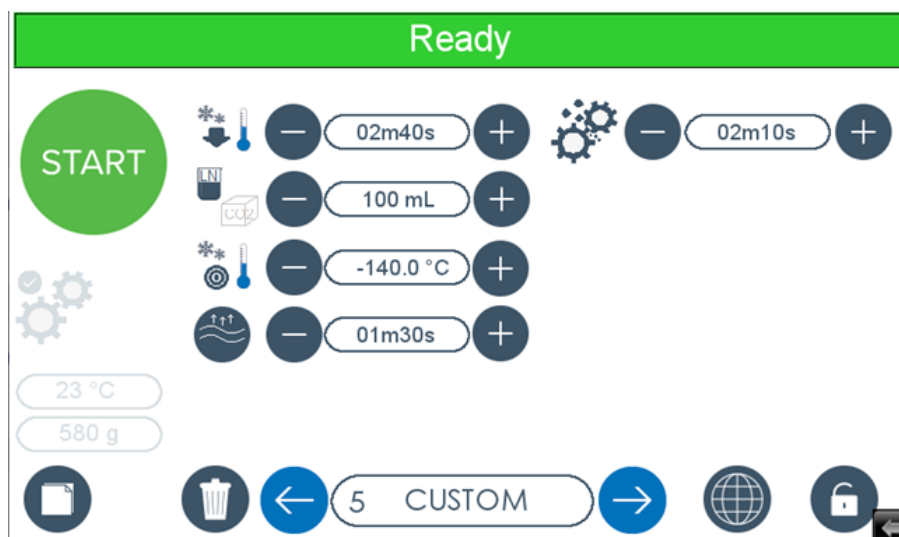 Ready
START
02m40s
02m10s
LN
100 mL
CO2
-140.0 °C
01m30s
23 °C
580 g
5 CUSTOM